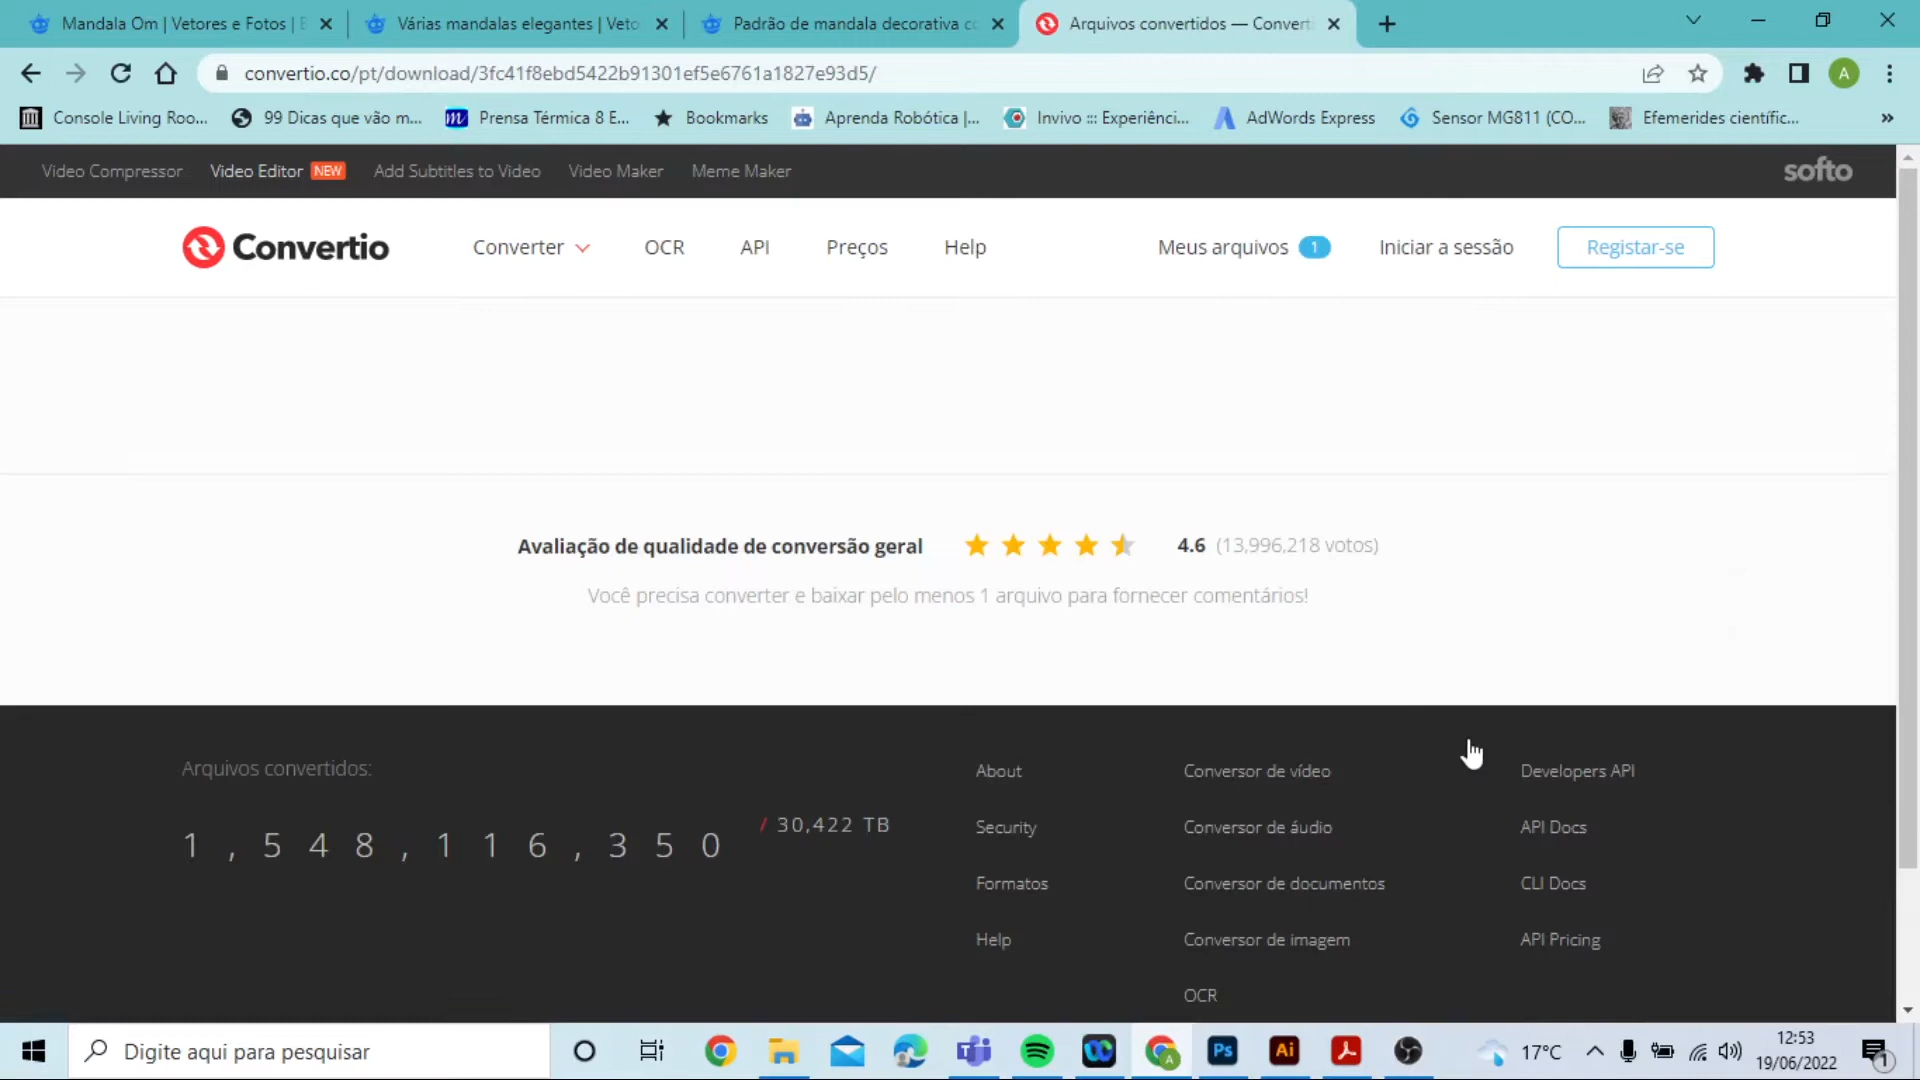 Mandala Om | Vetores e Fotos |
Várias mandalas elegantes | Veto
Padrão de mandala decorativa co
Arquivos convertidos — Converti
convertio.co/pt/download/3fc41f8ebd5422b91301ef5e6761a1827e93d5/
A
Console Living Roo...
99 Dicas que vão m...
Prensa Térmica 8 E...
Bookmarks
Aprenda Robótica |...
Invivo ::: Experiênci...
AdWords Express
Sensor MG811 (CO...
Efemerides científic...
»
Video Compressor
Video Editor NEW
Add Subtitles to Video
Video Maker
Meme Maker
softo
Convertio
Converter
OCR
API
Preços
Help
Meus arquivos 1
Iniciar a sessão
Registar-se
Avaliação de qualidade de conversão geral 4.6 (13,996,218 votos)
Você precisa converter e baixar pelo menos 1 arquivo para fornecer comentários!
Arquivos convertidos:
1,548,116,350 / 30,422 TB
About
Security
Formatos
Help
Conversor de vídeo
Conversor de áudio
Conversor de documentos
Conversor de imagem
OCR
Developers API
API Docs
CLI Docs
API Pricing
Digite aqui para pesquisar
A
Ps
Ai
17°C
12:53
19/06/2022
1